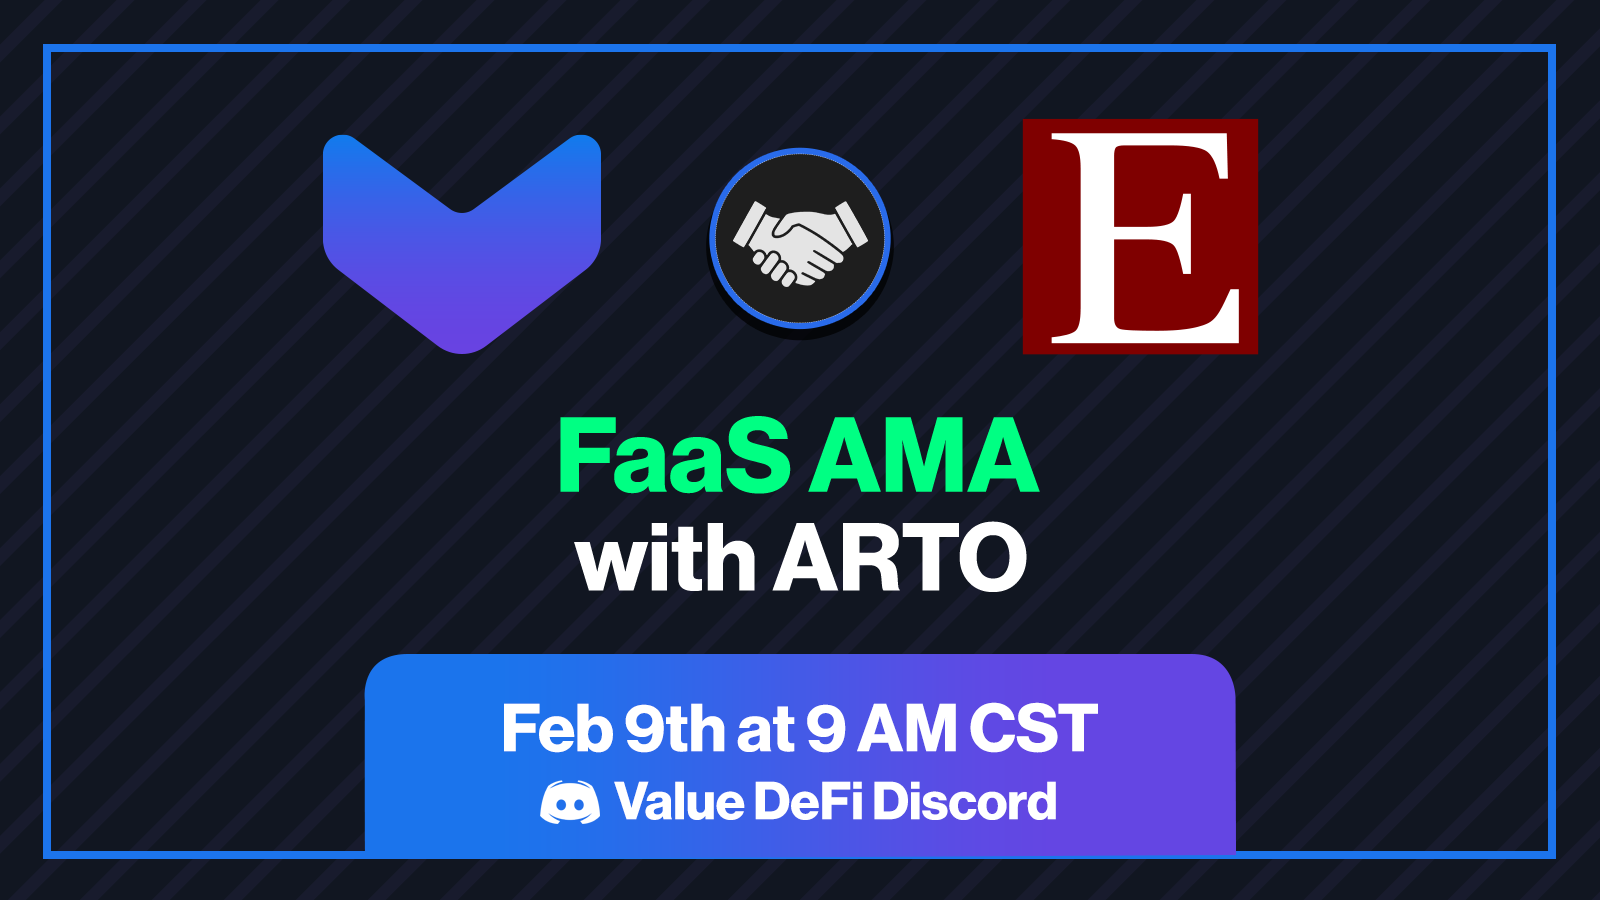 E
FaaS AMA
with ARTO
Feb 9th at 9 AM CST
Value DeFi Discord